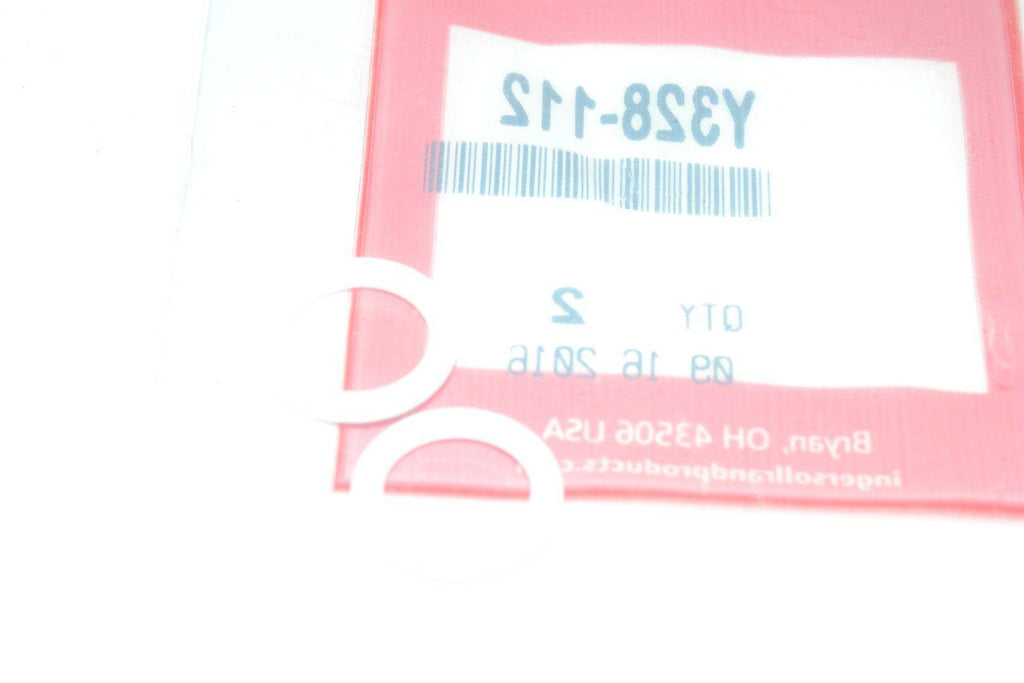 Y328-112
QTY 2
09 16 2016
Bryan, OH 43506 USA
ingersollrandproducts.c